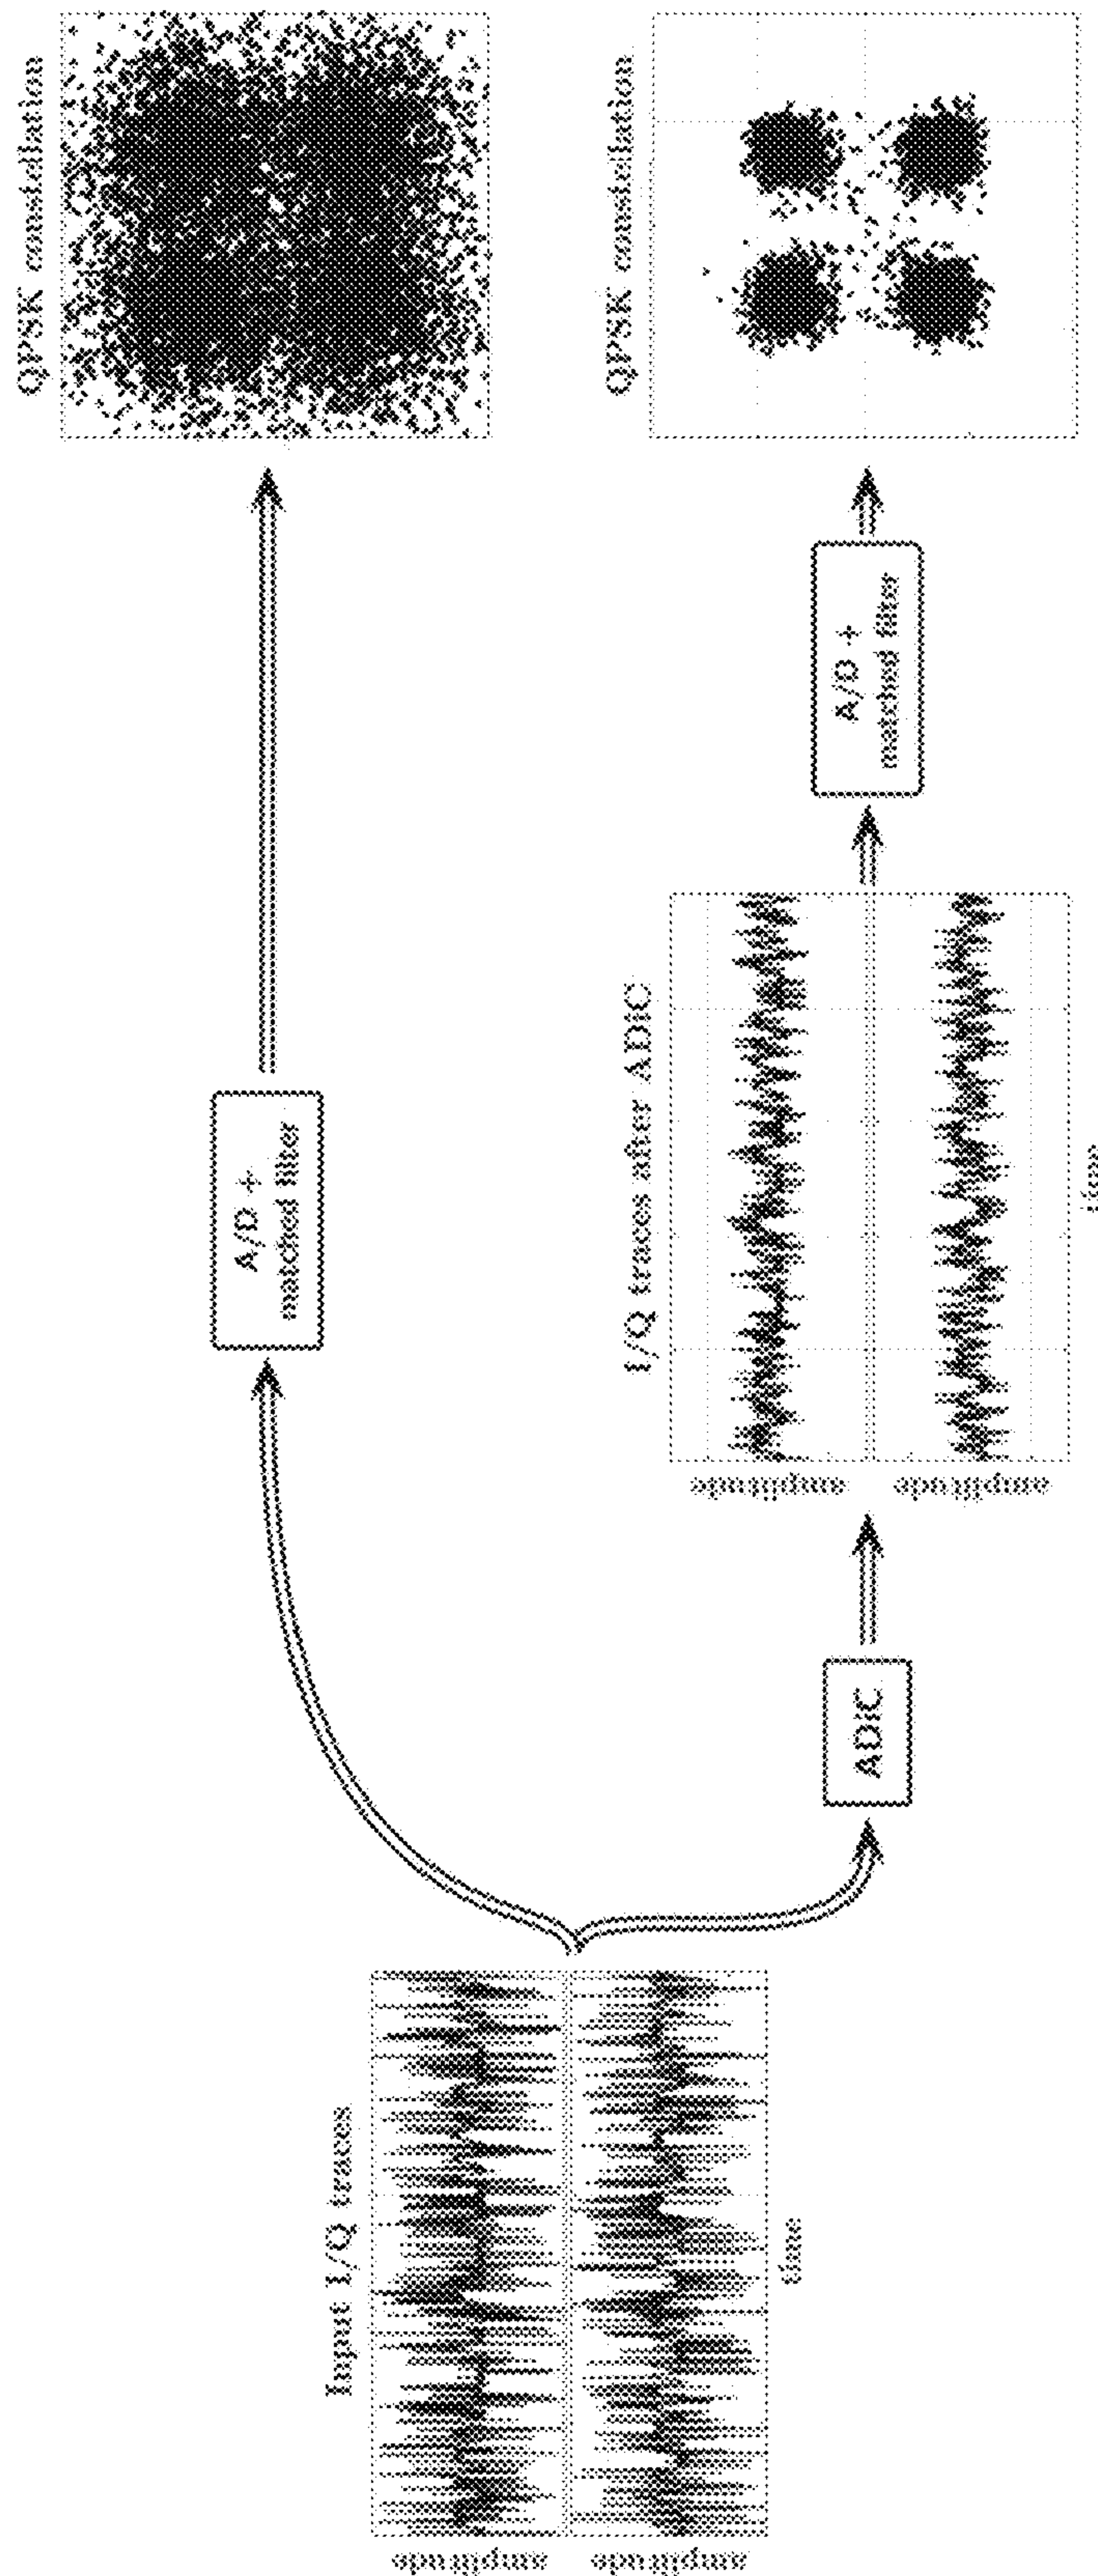 Input I/Q traces
amplitude
amplitude
time
A/D +
matched filter
QPSK constellation
ADiC
I/Q traces after ADiC
amplitude
amplitude
time
A/D +
matched filter
QPSK constellation